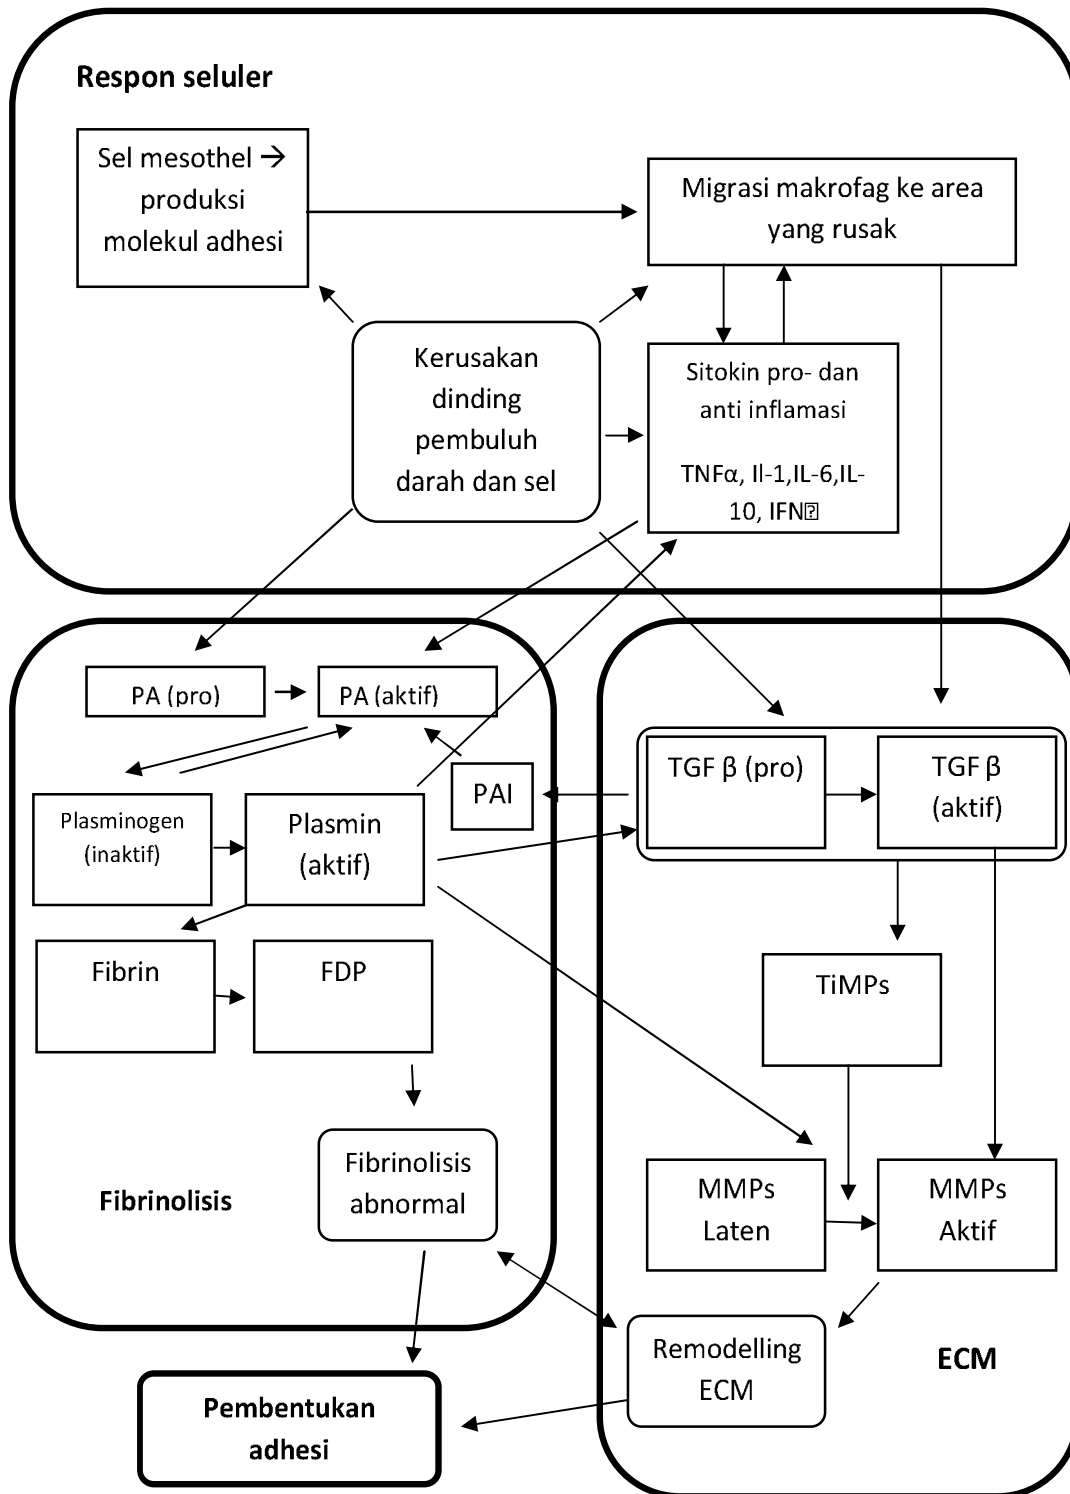 Respon seluler
Sel mesothel →
produksi
molekul adhesi
Migrasi makrofag ke area
yang rusak
Kerusakan
dinding
pembuluh
darah dan sel
Sitokin pro- dan
anti inflamasi
TNFα, Il-1,IL-6,IL-
10, IFN⍰
PA (pro)
PA (aktif)
PAI
Plasminogen
(inaktif)
Plasmin
(aktif)
Fibrin
FDP
Fibrinolisis
abnormal
Fibrinolisis
TGF β (pro)
TGF β
(aktif)
TiMPs
MMPs
Laten
MMPs
Aktif
Remodelling
ECM
ECM
Pembentukan
adhesi